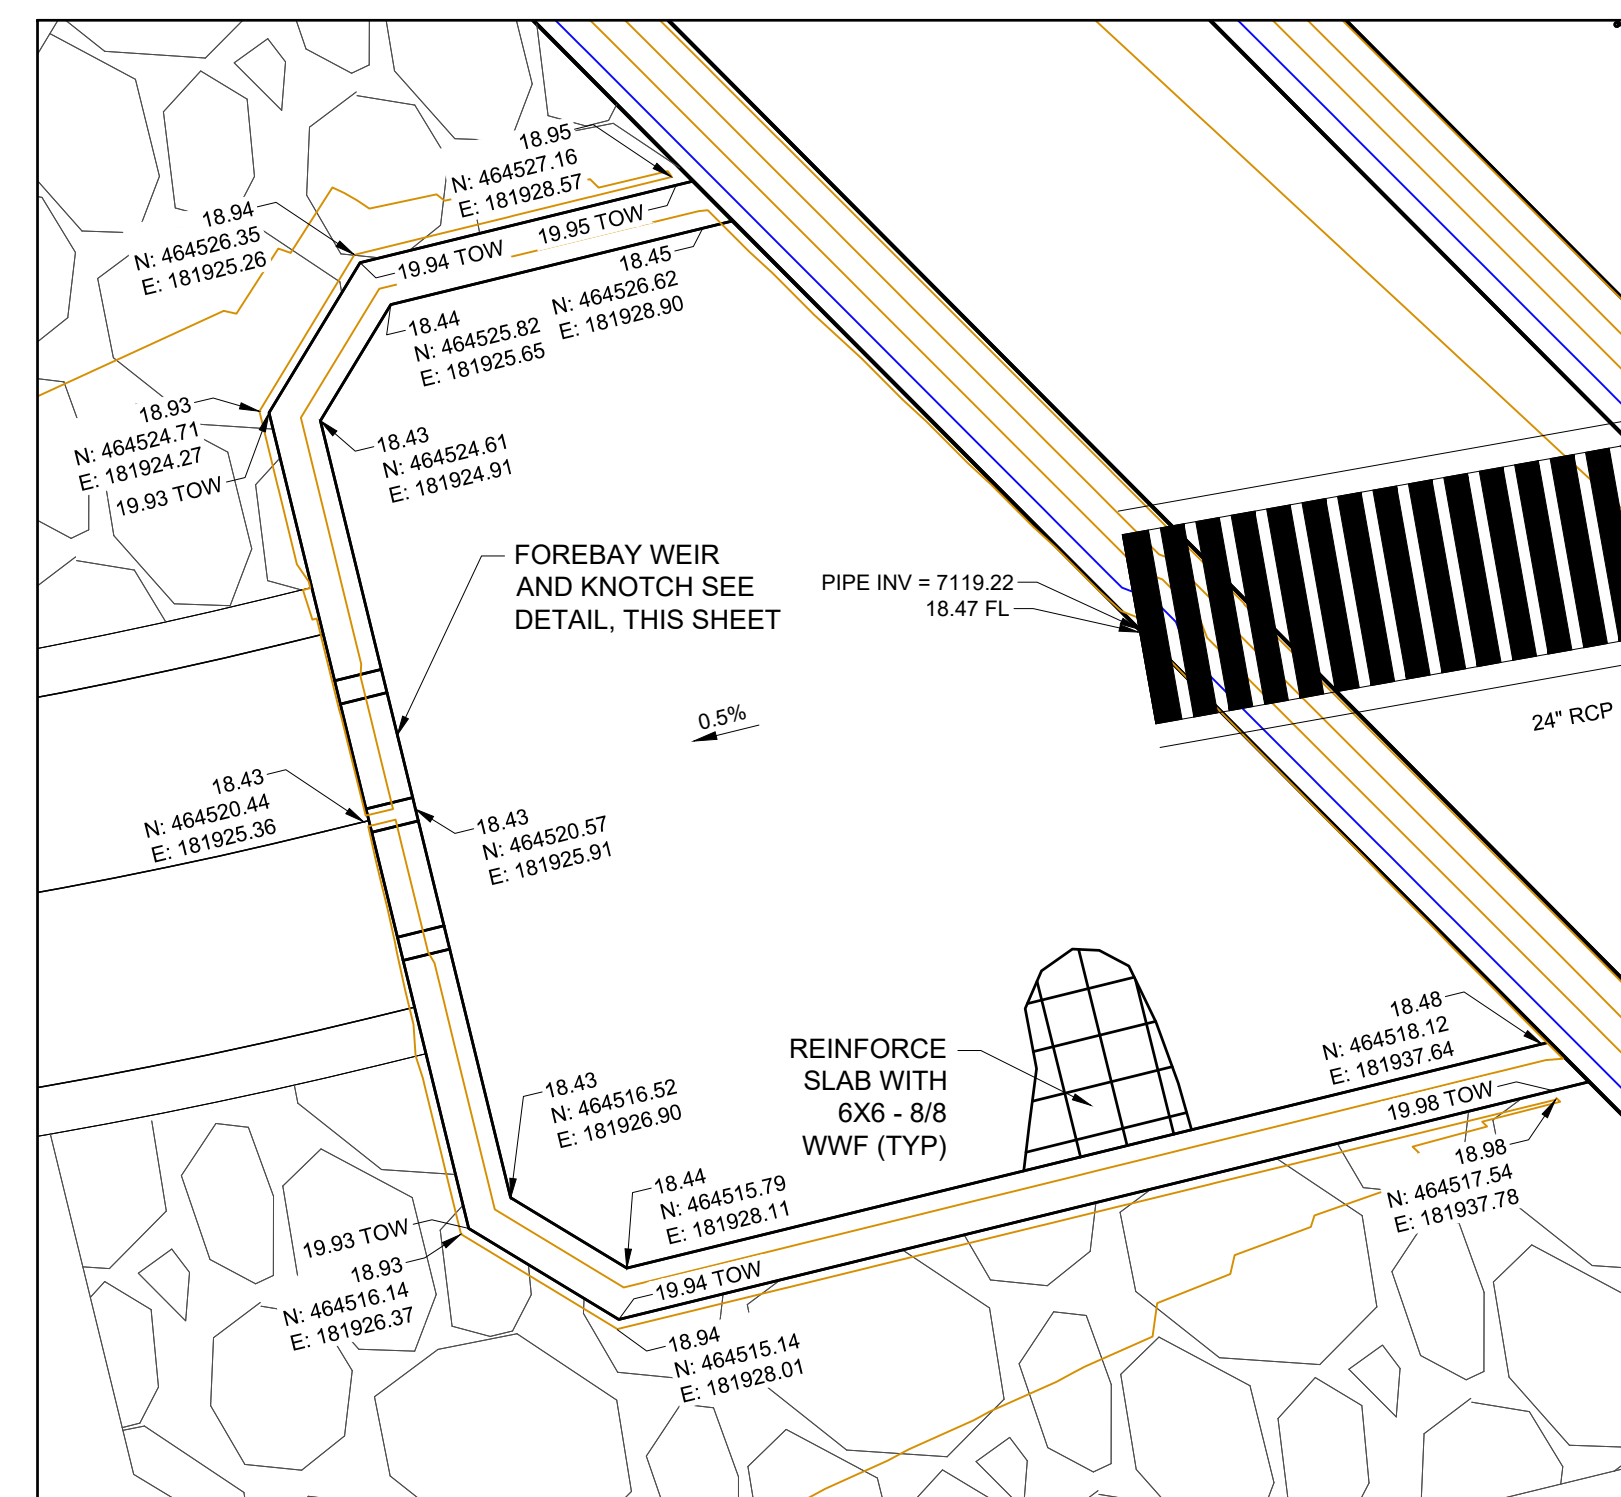 18.95
N: 464527.16
E: 181928.57
18.94
N: 464526.35
E: 181925.26
19.95 TOW
19.94 TOW
18.45
N: 464526.62
E: 181928.90
18.44
N: 464525.82
E: 181925.65
18.93
N: 464524.71
E: 181924.27
19.93 TOW
18.43
N: 464524.61
E: 181924.91
FOREBAY WEIR
AND KNOTCH SEE
DETAIL, THIS SHEET
PIPE INV = 7119.22
18.47 FL
24" RCP
0.5%
18.43
N: 464520.44
E: 181925.36
18.43
N: 464520.57
E: 181925.91
REINFORCE
SLAB WITH
6X6 - 8/8
WWF (TYP)
18.48
N: 464518.12
E: 181937.64
19.98 TOW
18.98
N: 464517.54
E: 181937.78
18.43
N: 464516.52
E: 181926.90
18.44
N: 464515.79
E: 181928.11
19.93 TOW
18.93
N: 464516.14
E: 181926.37
19.94 TOW
18.94
N: 464515.14
E: 181928.01